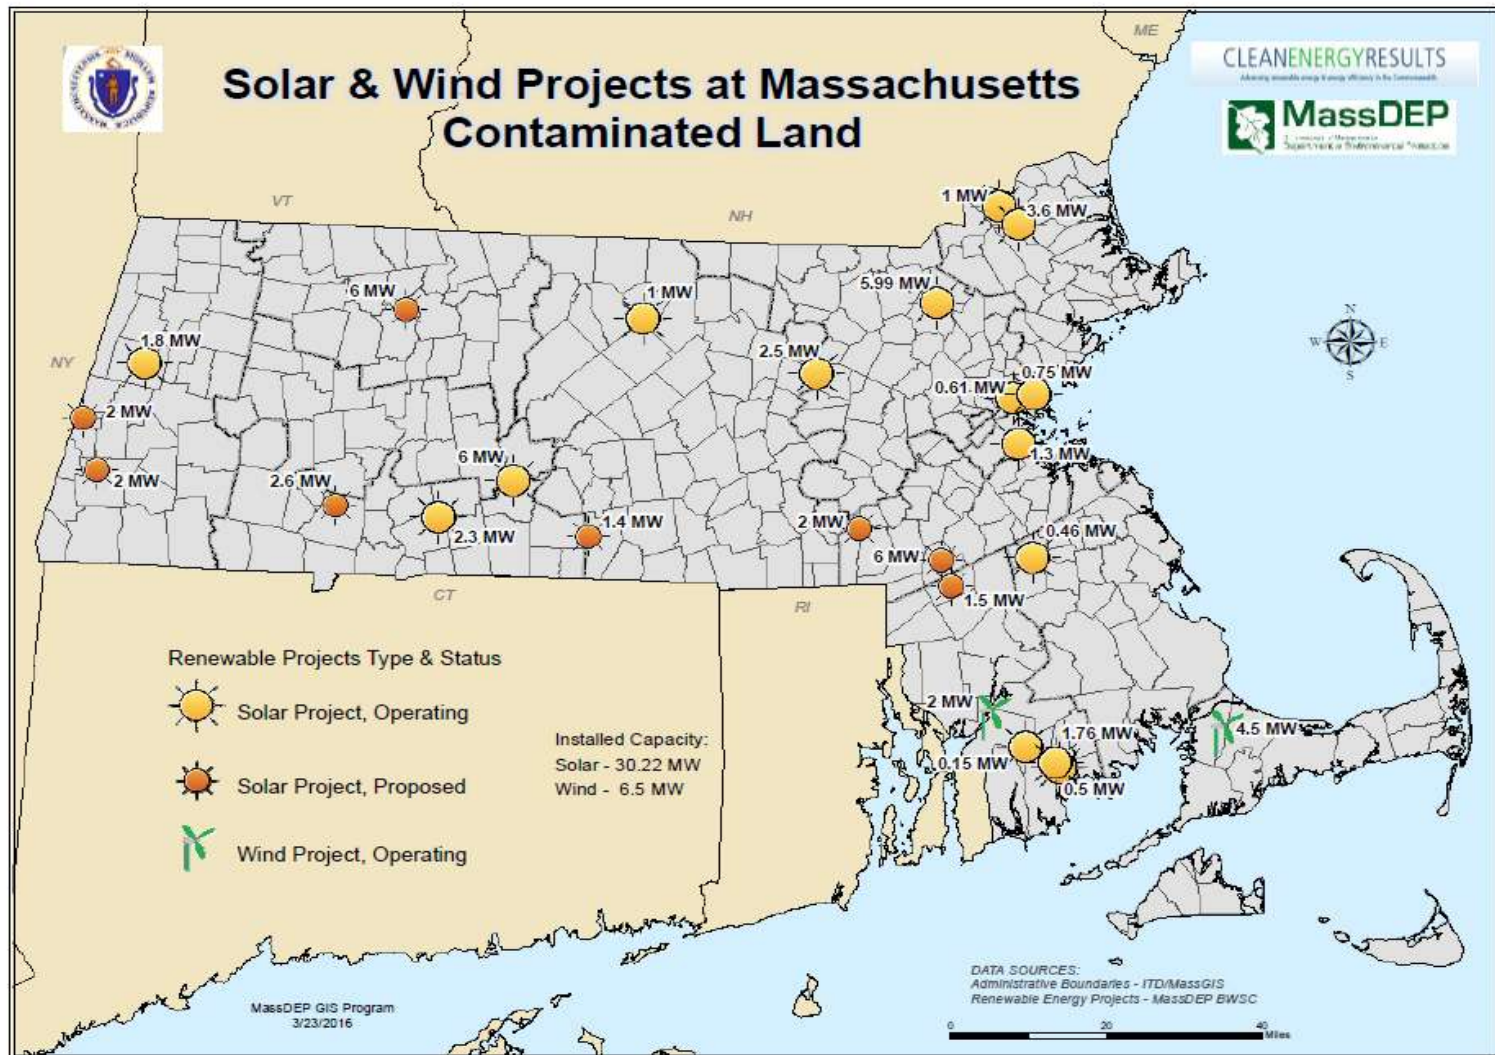 Solar & Wind Projects at Massachusetts
Contaminated Land
CLEANENERGYRESULTS
MassDEP
ME
VT
NH
NY
CT
RI
N
W
E
S
1 MW
3.6 MW
6 MW
1 MW
5.99 MW
1.8 MW
2.5 MW
0.61 MW
0.75 MW
2 MW
1.3 MW
6 MW
2 MW
2.6 MW
2.3 MW
1.4 MW
2 MW
0.46 MW
6 MW
1.5 MW
2 MW
4.5 MW
1.76 MW
0.15 MW
0.5 MW
Renewable Projects Type & Status
Solar Project, Operating
Solar Project, Proposed
Wind Project, Operating
Installed Capacity:
Solar - 30.22 MW
Wind - 6.5 MW
DATA SOURCES:
Administrative Boundaries - ITD/MassGIS
Renewable Energy Projects - MassDEP BWSC
MassDEP GIS Program
3/23/2016
0 20 40
Miles